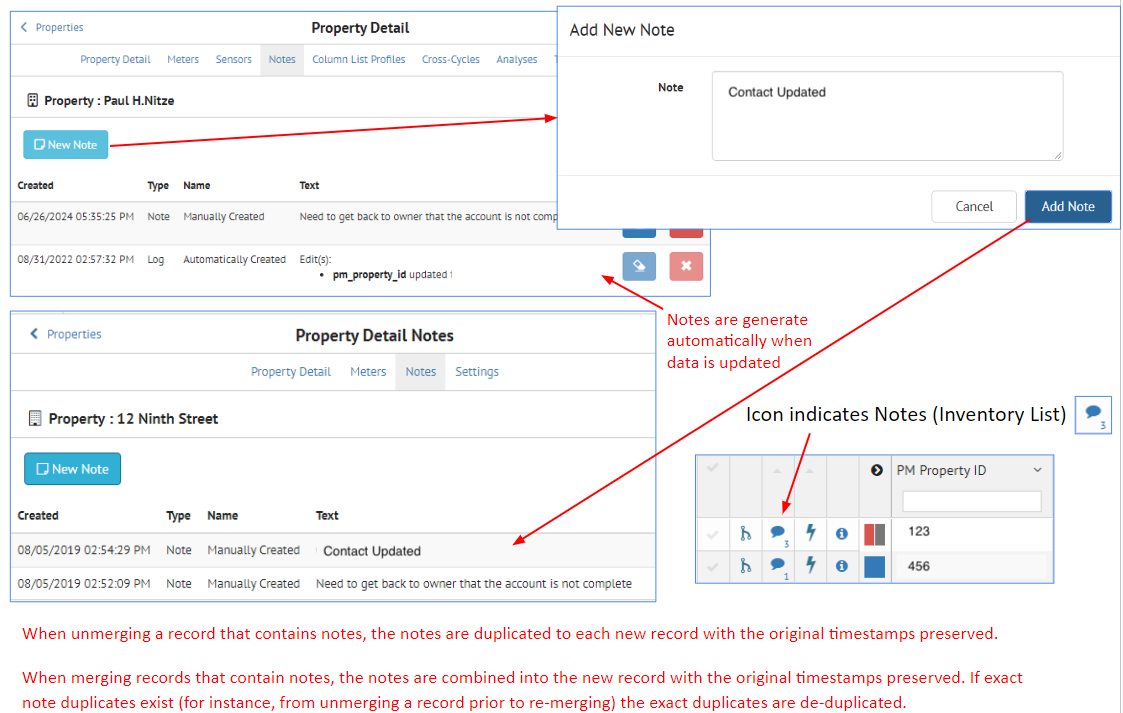 Properties
Property Detail
Property Detail Meters Sensors Notes Column List Profiles Cross-Cycles Analyses
Property : Paul H.Nitze
New Note
Created Type Name Text
06/26/2024 05:35:25 PM Note Manually Created Need to get back to owner that the account is not comp
08/31/2022 02:57:32 PM Log Automatically Created Edit(s):
• pm_property_id updated
Add New Note
Note
Contact Updated
Cancel Add Note
Notes are generate
automatically when
data is updated
Properties
Property Detail Notes
Property Detail Meters Notes Settings
Property : 12 Ninth Street
New Note
Created Type Name Text
08/05/2019 02:54:29 PM Note Manually Created Contact Updated
08/05/2019 02:52:09 PM Note Manually Created Need to get back to owner that the account is not complete
Icon indicates Notes (Inventory List) 3
PM Property ID
3 123
1 456
When unmerging a record that contains notes, the notes are duplicated to each new record with the original timestamps preserved.
When merging records that contain notes, the notes are combined into the new record with the original timestamps preserved. If exact
note duplicates exist (for instance, from unmerging a record prior to re-merging) the exact duplicates are de-duplicated.